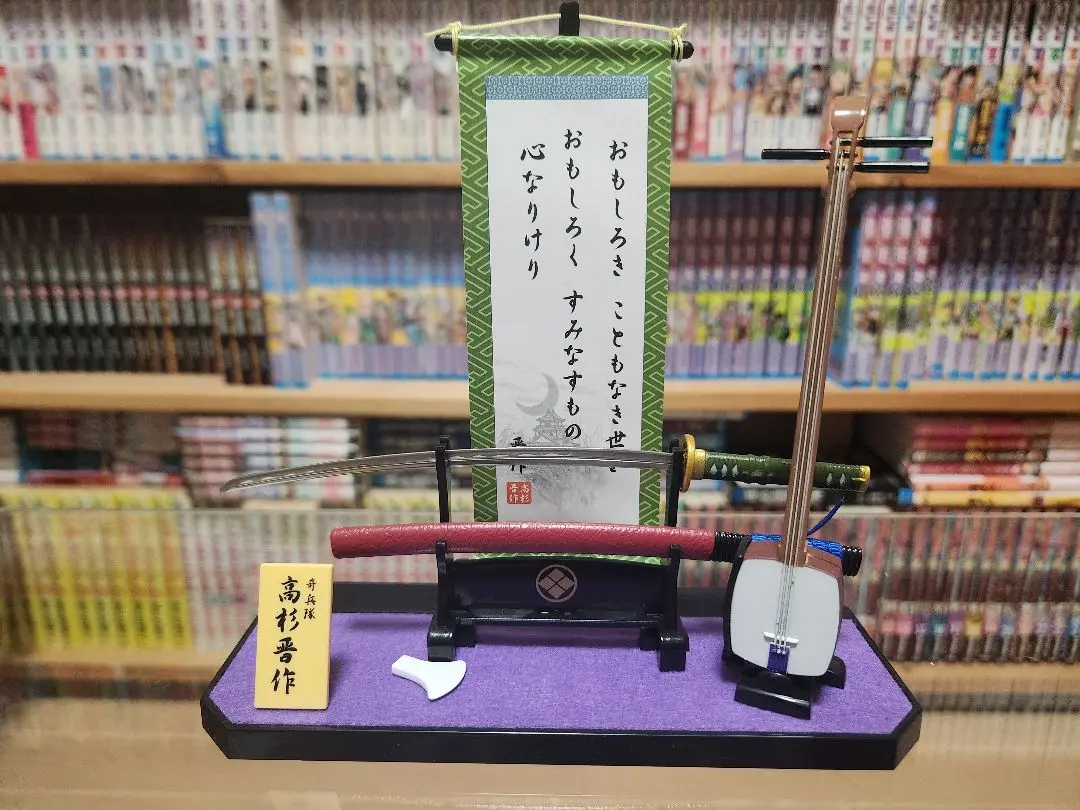 おもしろき こともなき世を
おもしろく すみなすもの
心なりけり
晋作
高杉
晋作
奇兵隊
高杉晋作